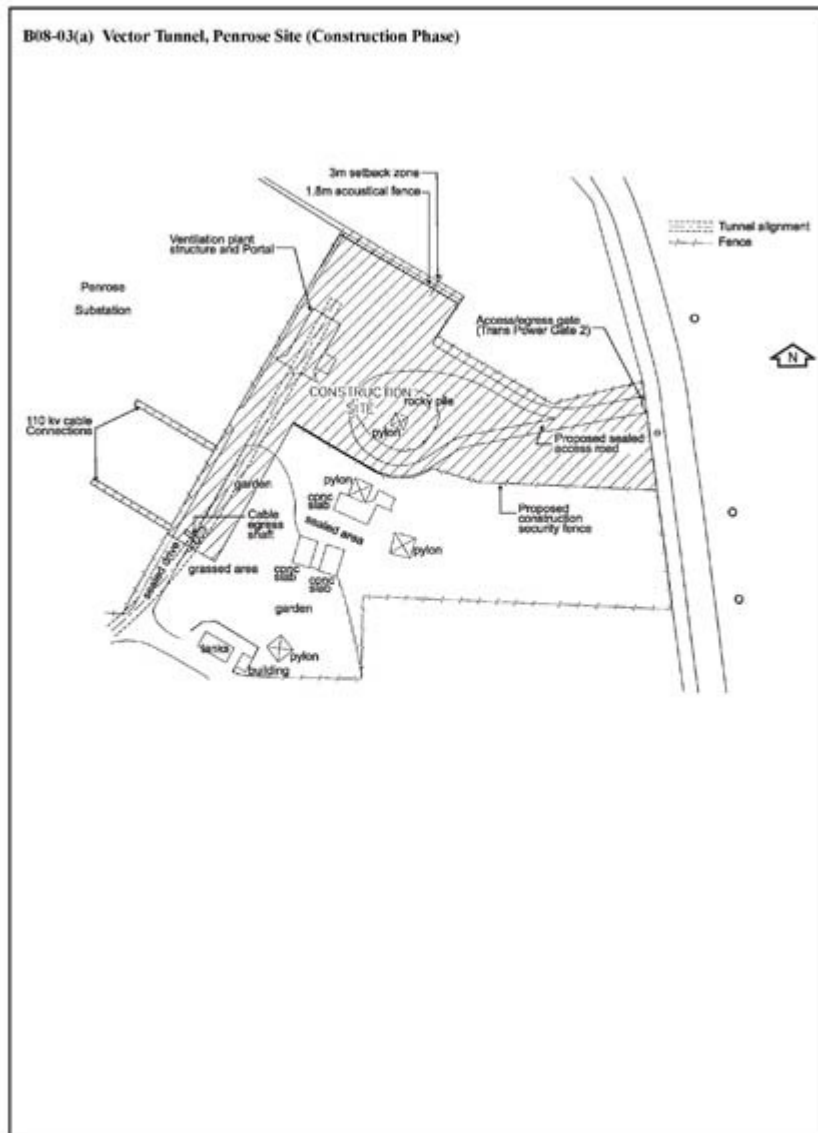 B08-03(a) Vector Tunnel, Penrose Site (Construction Phase)
3m setback zone
1.8m acoustical fence
Ventilation plant
structure and Portal
Tunnel alignment
Fence
Penrose
Substation
Access/egress gate
(Trans Power Gate 2)
N
CONSTRUCTION
SITE
rocky pile
pylon
110 kv cable
Connections
Proposed sealed
access road
garden
pylon
conc
slab
sealed area
Proposed
construction
security fence
Cable
egress
shaft
pylon
sealed drive
grassed area
conc
slab
conc
slab
garden
tanks
pylon
building